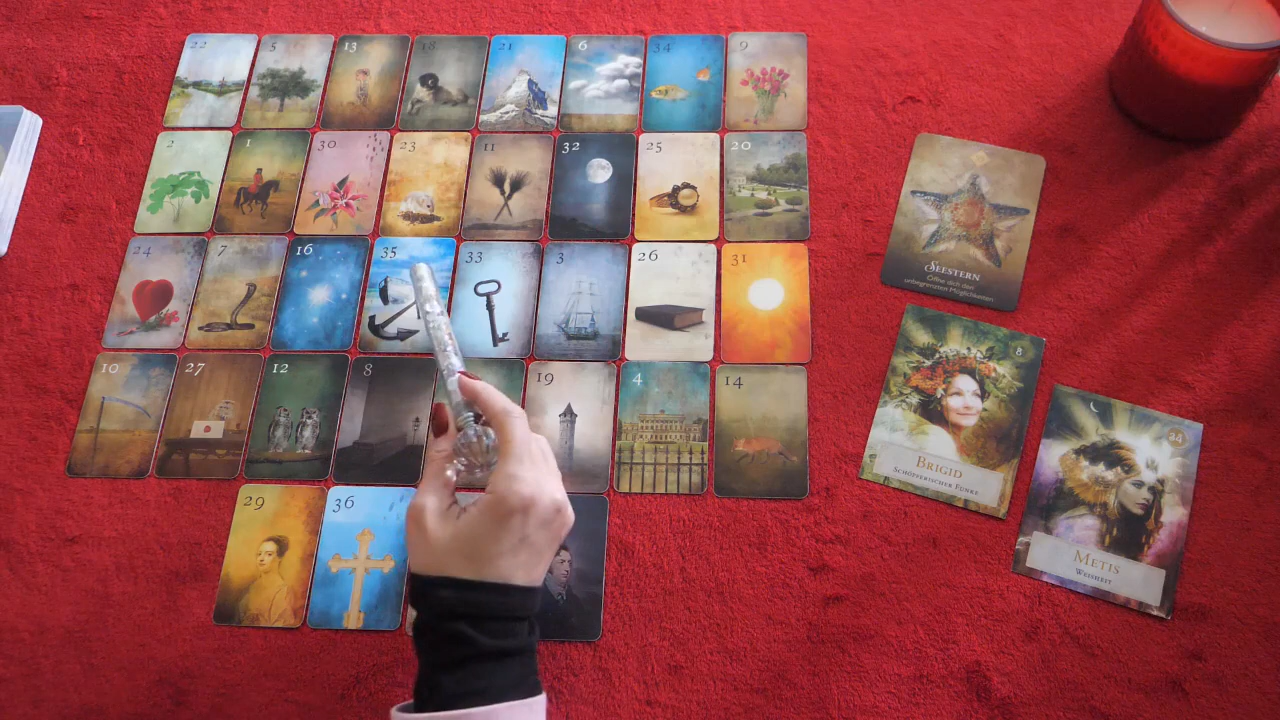 22 5 13 18 21 6 34 9
2 1 30 23 11 32 25 20
24 7 16 35 33 3 26 31
10 27 12 8 19 4 14
29 36
SEESTERN
Öffne dich den
unbegrenzten Möglichkeiten
8
BRIGID
SCHÖPFERISCHER FUNKE
34
METIS
WEISHEIT